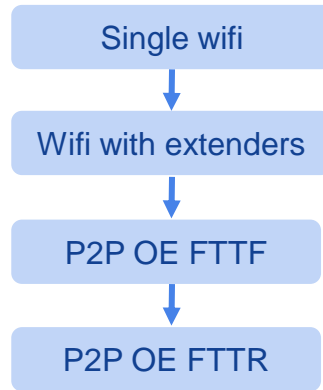 Single wifi
Wifi with extenders
P2P OE FTTF
P2P OE FTTR